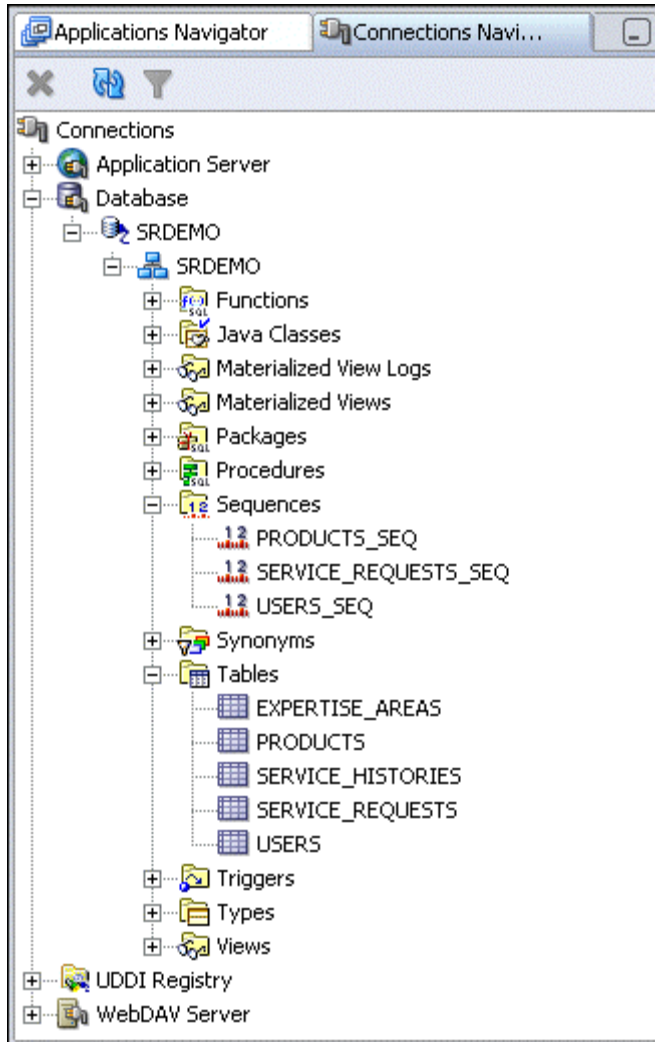 Applications Navigator Connections Navi...
Connections
Application Server
Database
SRDEMO
SRDEMO
Functions
Java Classes
Materialized View Logs
Materialized Views
Packages
Procedures
Sequences
PRODUCTS_SEQ
SERVICE_REQUESTS_SEQ
USERS_SEQ
Synonyms
Tables
EXPERTISE_AREAS
PRODUCTS
SERVICE_HISTORIES
SERVICE_REQUESTS
USERS
Triggers
Types
Views
UDDI Registry
WebDAV Server